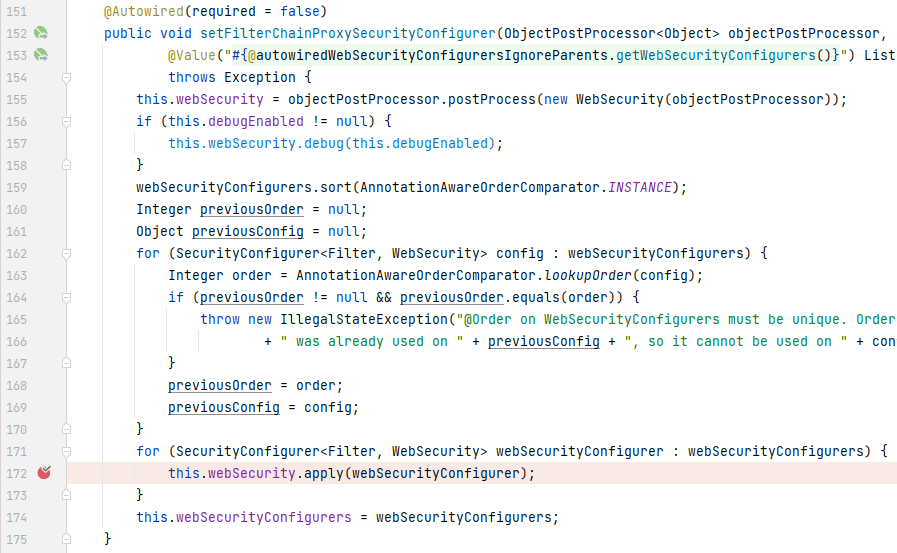 151 @Autowired(required = false)
152 public void setFilterChainProxySecurityConfigurer(ObjectPostProcessor<Object> objectPostProcessor,
153 @Value("#{@autowiredWebSecurityConfigurersIgnoreParents.getWebSecurityConfigurers()}") List
154 throws Exception {
155 this.webSecurity = objectPostProcessor.postProcess(new WebSecurity(objectPostProcessor));
156 if (this.debugEnabled != null) {
157 this.webSecurity.debug(this.debugEnabled);
158 }
159 webSecurityConfigurers.sort(AnnotationAwareOrderComparator.INSTANCE);
160 Integer previousOrder = null;
161 Object previousConfig = null;
162 for (SecurityConfigurer<Filter, WebSecurity> config : webSecurityConfigurers) {
163 Integer order = AnnotationAwareOrderComparator.lookupOrder(config);
164 if (previousOrder != null && previousOrder.equals(order)) {
165 throw new IllegalStateException("@Order on WebSecurityConfigurers must be unique. Order
166 + " was already used on " + previousConfig + ", so it cannot be used on " + con
167 }
168 previousOrder = order;
169 previousConfig = config;
170 }
171 for (SecurityConfigurer<Filter, WebSecurity> webSecurityConfigurer : webSecurityConfigurers) {
172 this.webSecurity.apply(webSecurityConfigurer);
173 }
174 this.webSecurityConfigurers = webSecurityConfigurers;
175 }